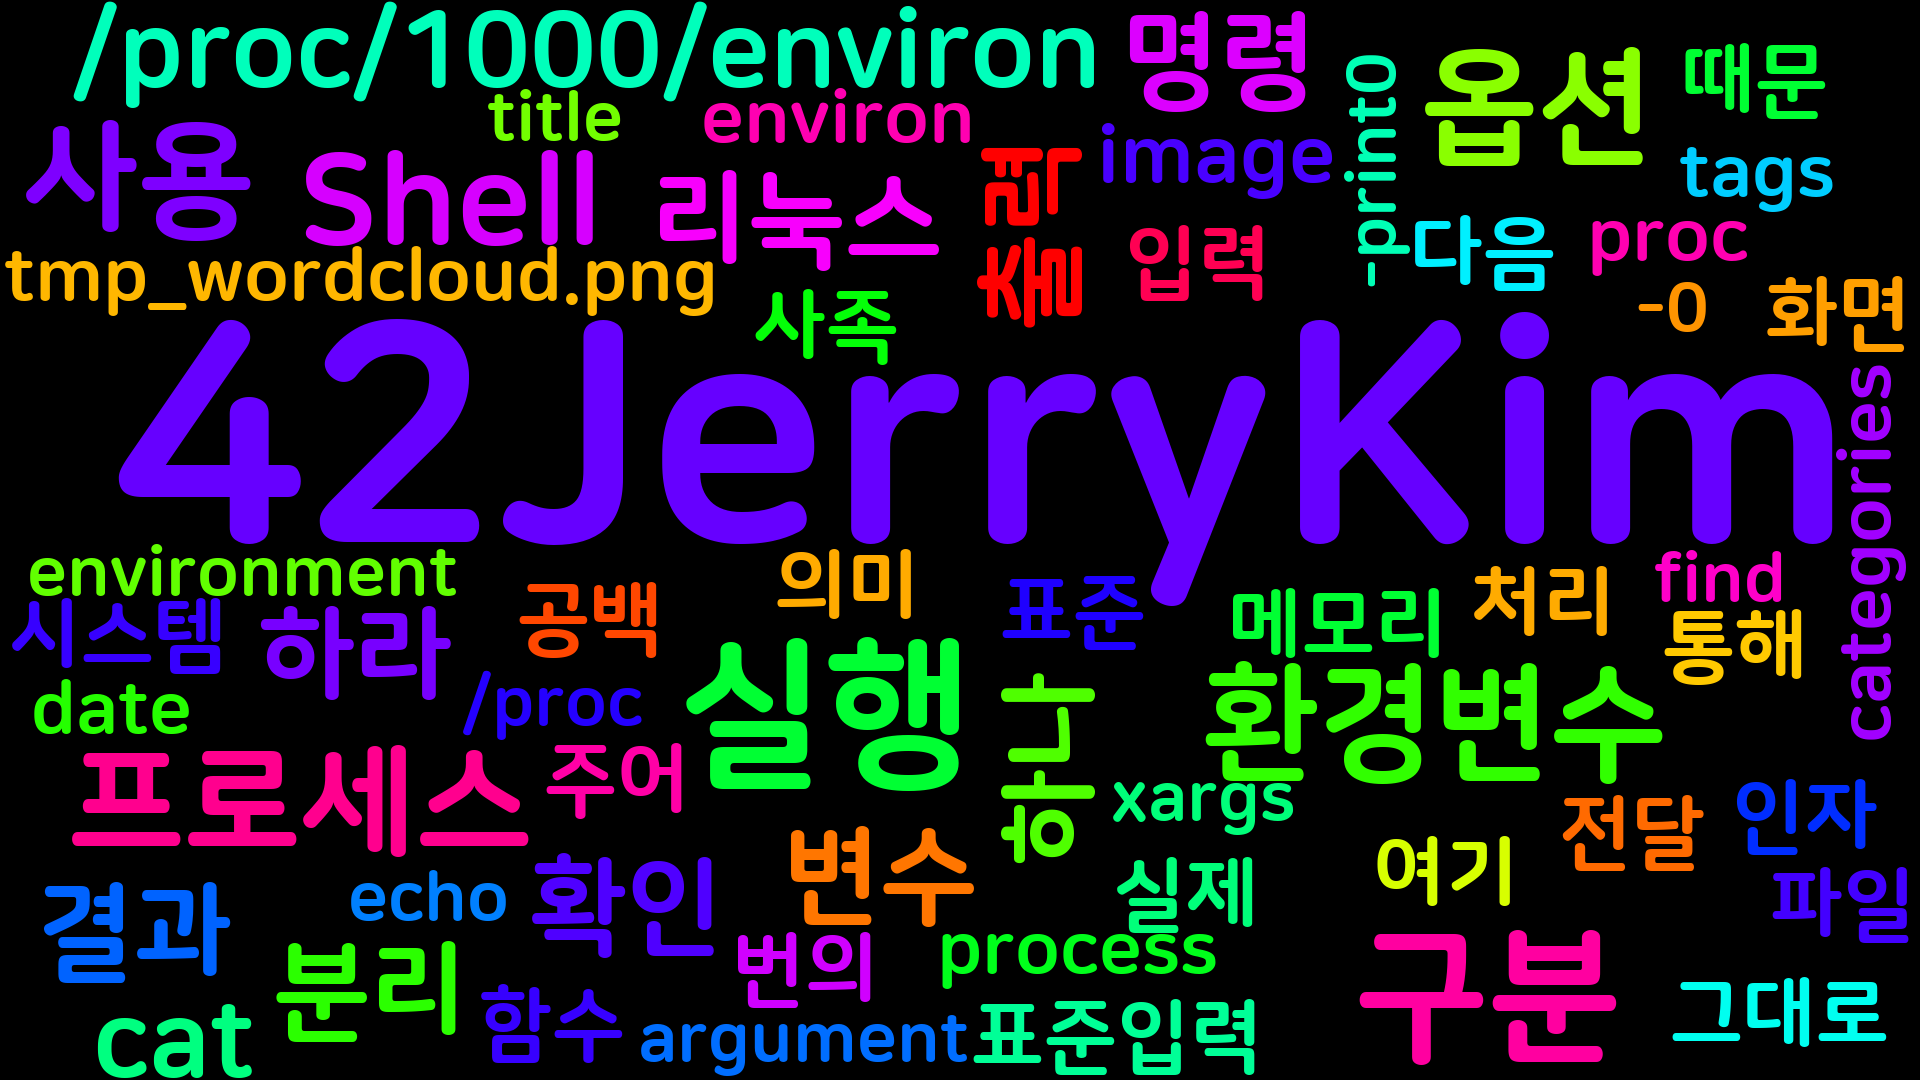 /proc/1000/environ
명령
옵션
때문
title
environ
image
-print0
tags
사용
Shell
리눅스
출력
입력
다음
proc
tmp_wordcloud.png
사족
-0
화면
42JerryKim
categories
environment
의미
표준
메모리
처리
find
시스템
하라
공백
실행
하나
환경변수
통해
date
/proc
프로세스
주어
xargs
전달
인자
결과
echo
확인
변수
실제
여기
파일
분리
번의
process
구분
그대로
cat
함수
argument
표준입력